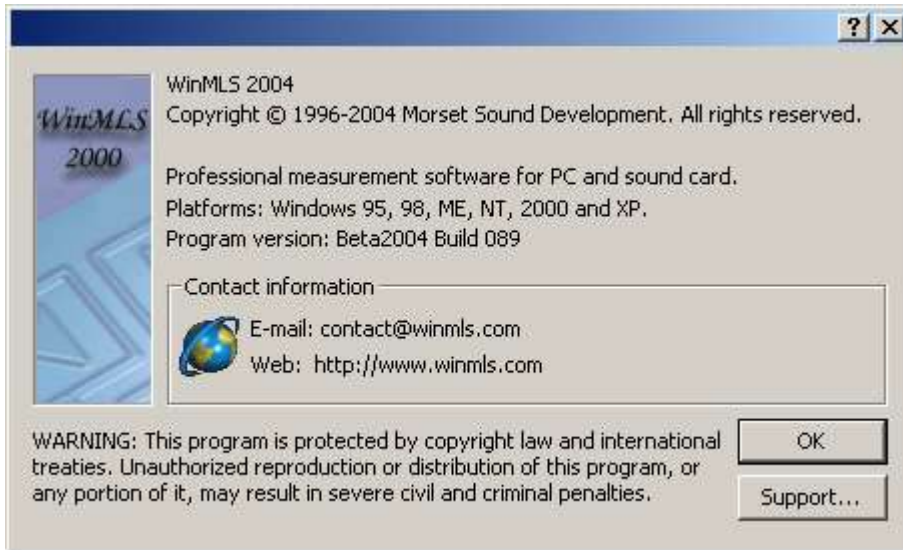 WinMLS
2000
WinMLS 2004
Copyright © 1996-2004 Morset Sound Development. All rights reserved.
Professional measurement software for PC and sound card.
Platforms: Windows 95, 98, ME, NT, 2000 and XP.
Program version: Beta2004 Build 089
Contact information
E-mail: contact@winmls.com
Web: http://www.winmls.com
WARNING: This program is protected by copyright law and international
treaties. Unauthorized reproduction or distribution of this program, or
any portion of it, may result in severe civil and criminal penalties.
OK
Support...